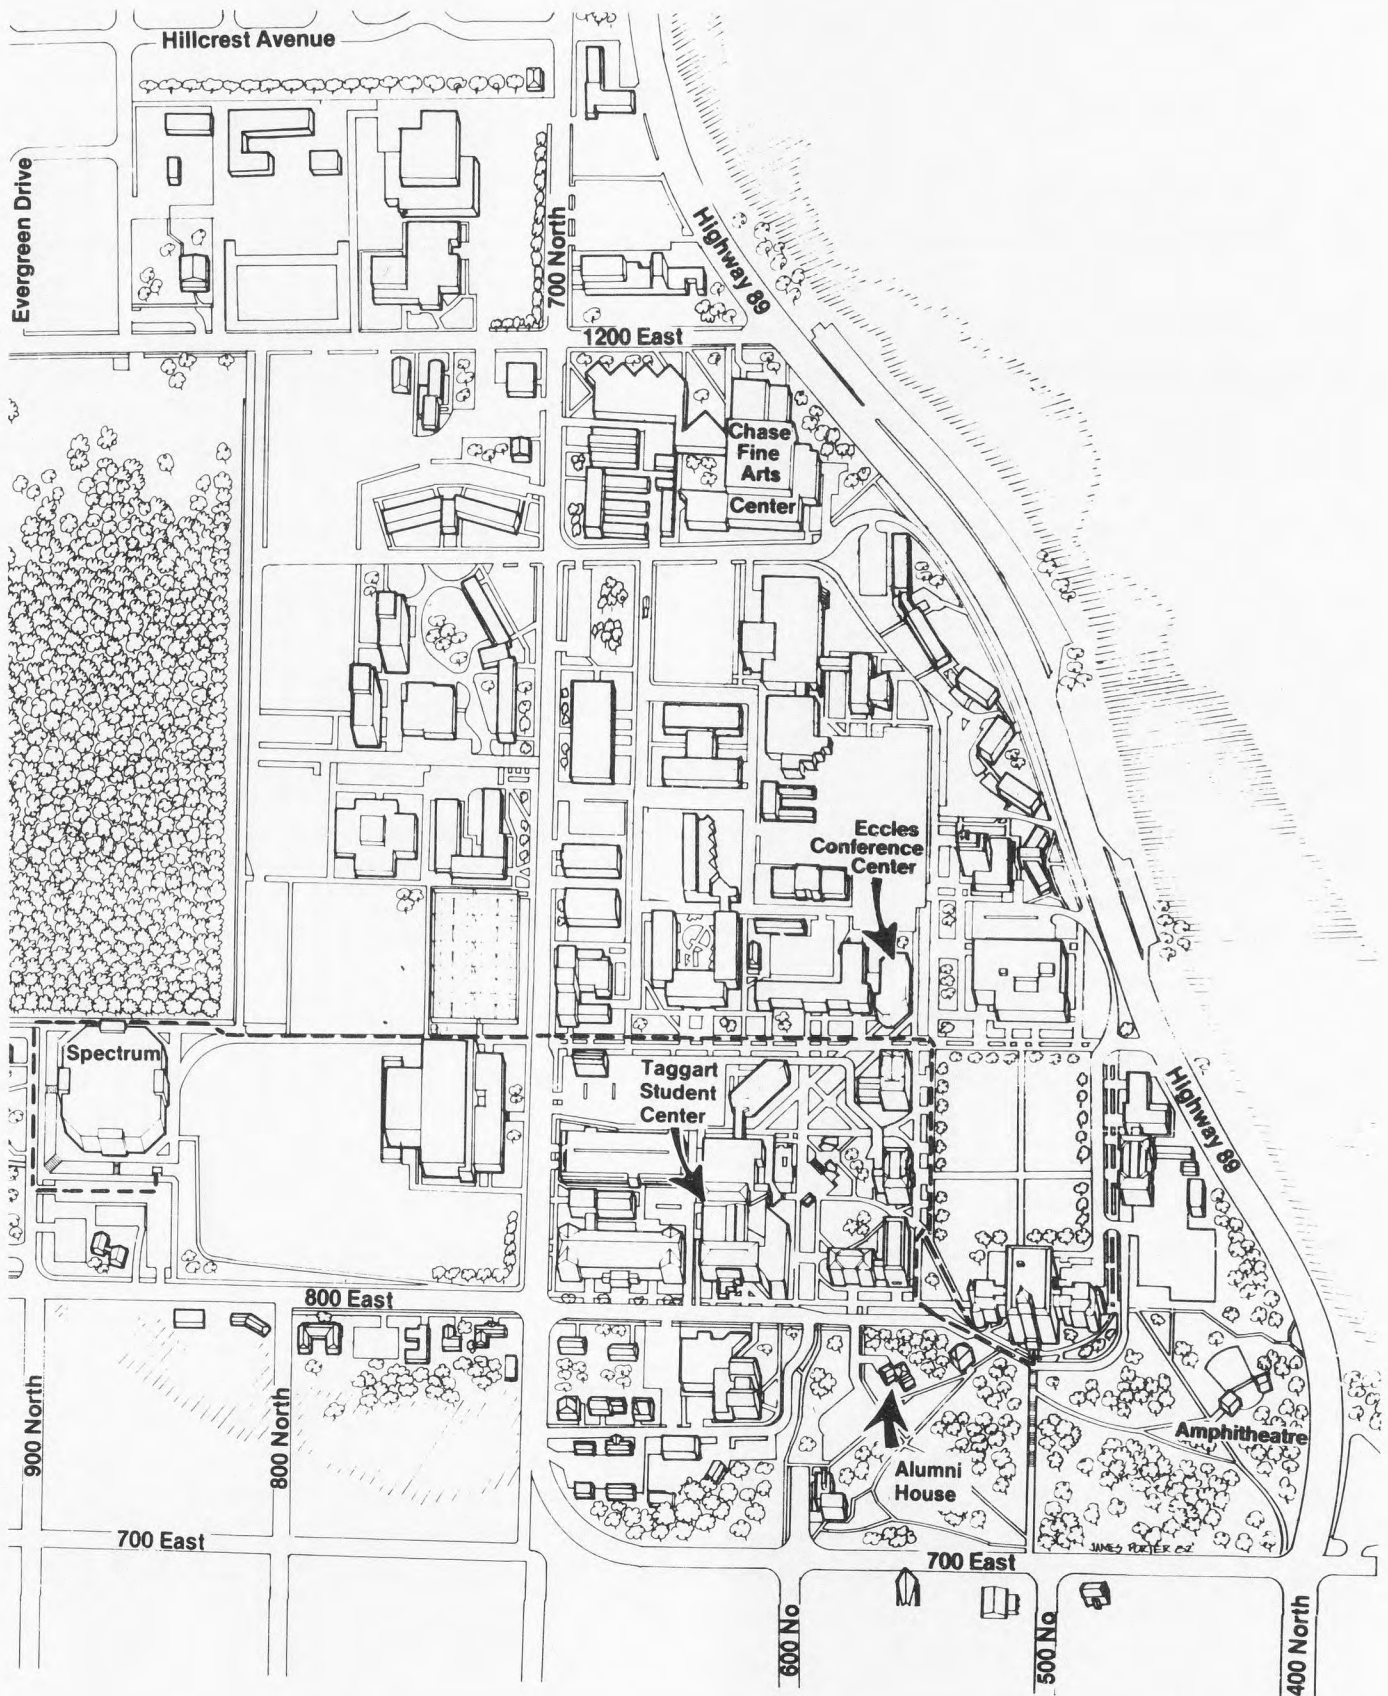 Hillcrest Avenue
Evergreen Drive
700 North
Highway 89
1200 East
Chase
Fine
Arts
Center
Eccles
Conference
Center
Spectrum
Taggart
Student
Center
Highway 89
800 East
900 North
800 North
Amphitheatre
Alumni
House
700 East
700 East
JAMES PORTER
600 No
500 No
400 North